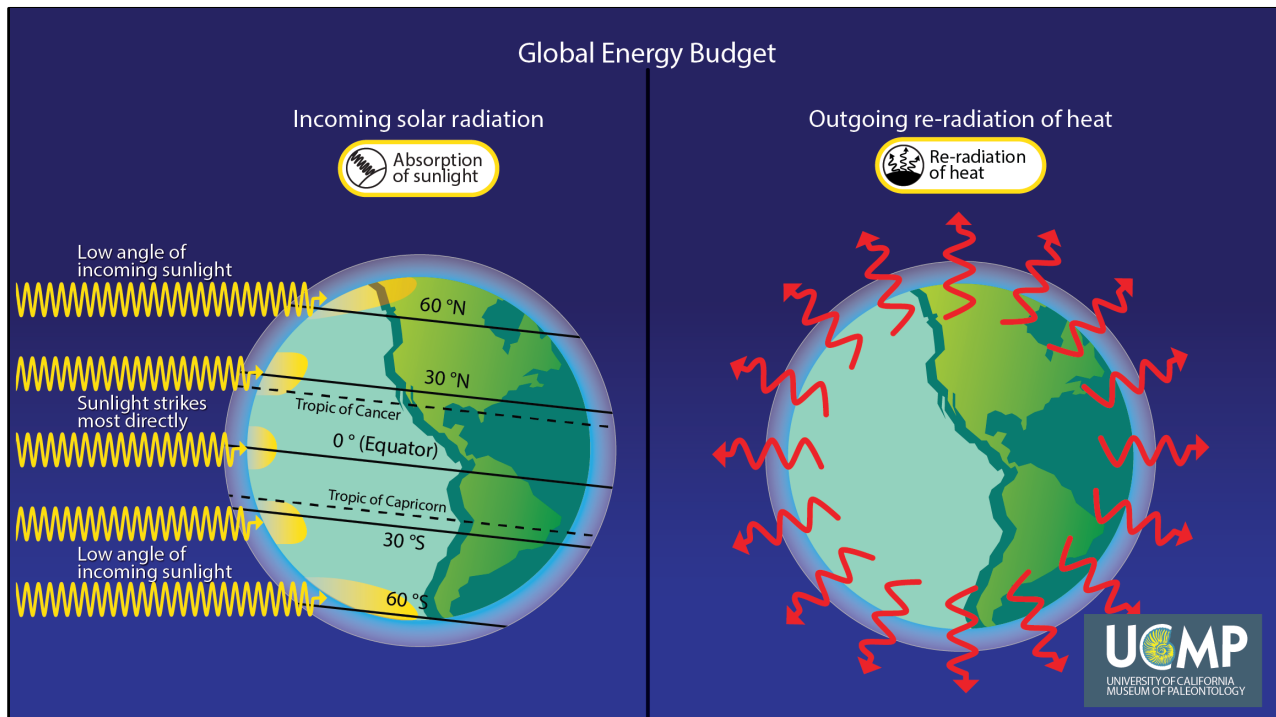 Global Energy Budget
Incoming solar radiation
Absorption
of sunlight
Low angle of
incoming sunlight
60 °N
30 °N
Tropic of Cancer
Sunlight strikes
most directly
0 ° (Equator)
Tropic of Capricorn
30 °S
Low angle of
incoming sunlight
60 °S
Outgoing re-radiation of heat
Re-radiation
of heat
UCMP
UNIVERSITY OF CALIFORNIA
MUSEUM OF PALEONTOLOGY